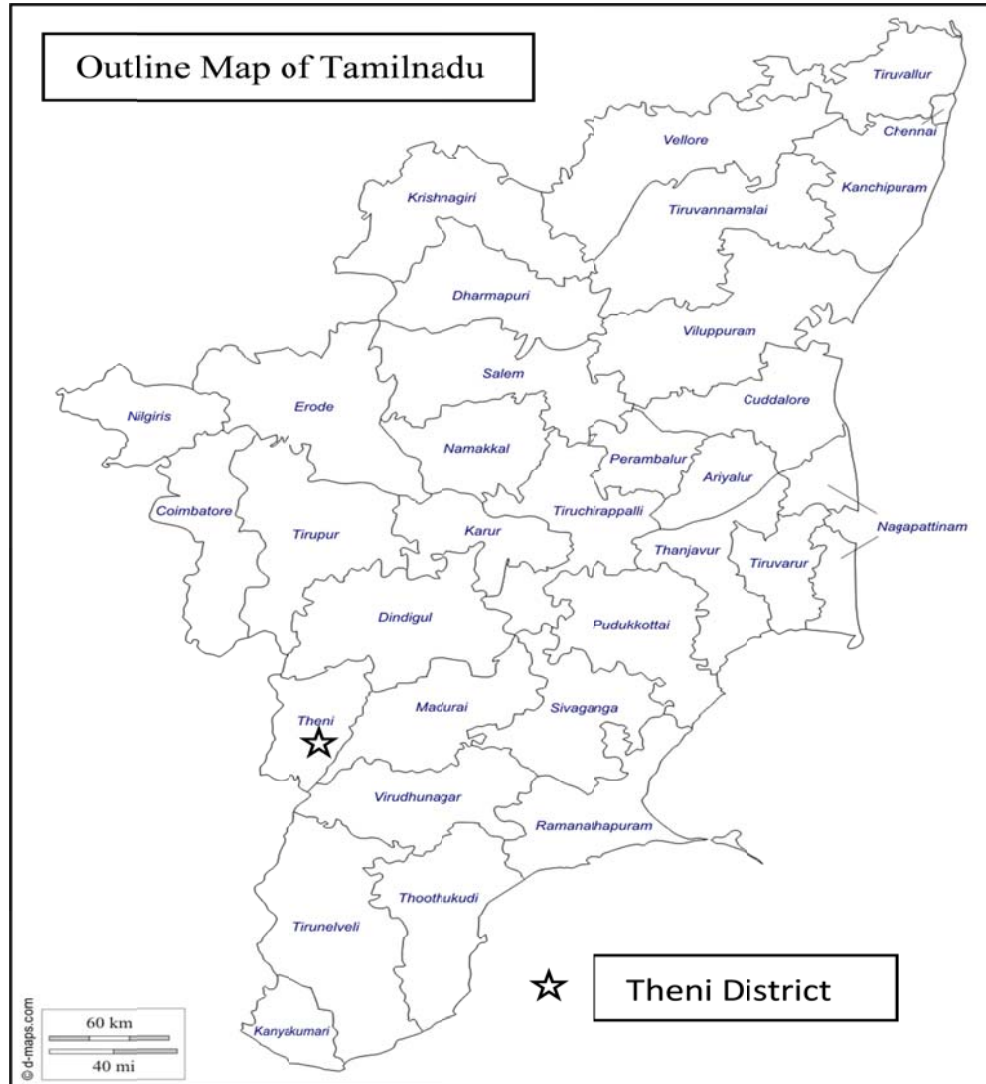 Outline Map of Tamilnadu
Tiruvallur
Chennai
Vellore
Kanchipuram
Krishnagiri
Tiruvannamalai
Dharmapuri
Viluppuram
Salem
Cuddalore
Nilgiris
Erode
Namakkal
Perambalur
Ariyalur
Coimbatore
Tiruchirappalli
Nagapattinam
Tirupur
Karur
Thanjavur
Tiruvarur
Dindigul
Pudukkottai
Theni
Madurai
Sivaganga
Virudhunagar
Ramanathapuram
Thoothukudi
Tirunelveli
Theni District
Kanyakumari
60 km
40 mi
© d-maps.com